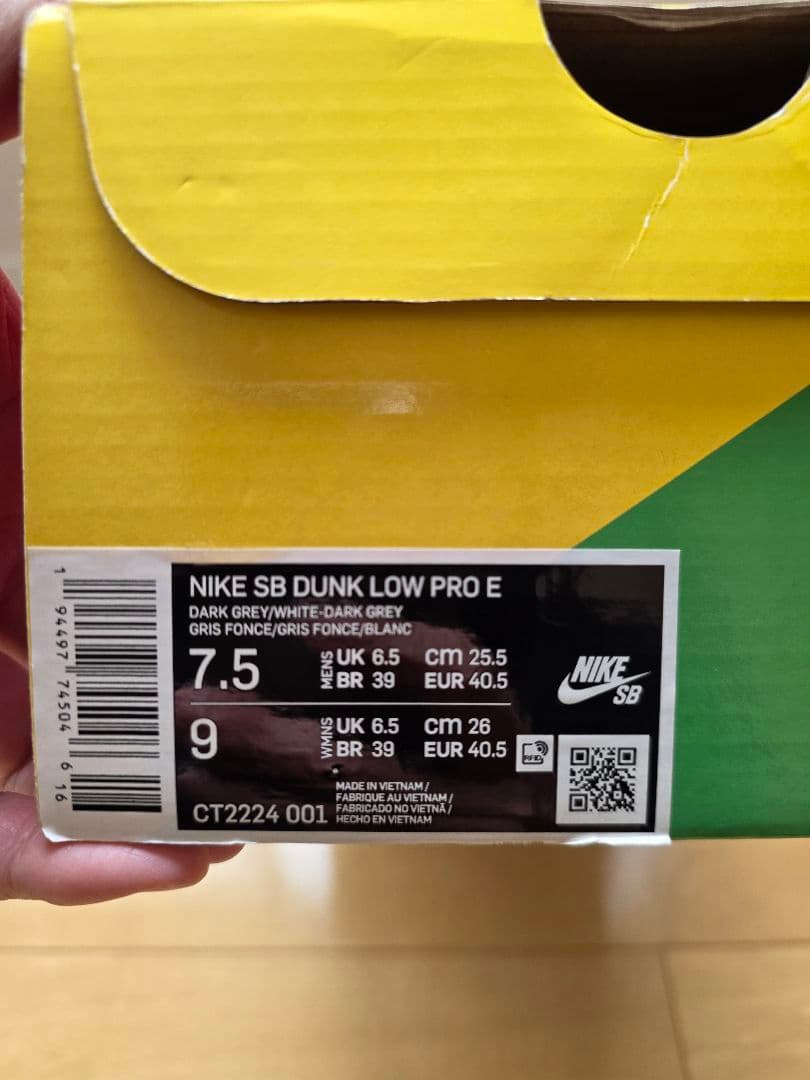 NIKE SB DUNK LOW PRO E
DARK GREY/WHITE-DARK GREY
GRIS FONCE/GRIS FONCE/BLANC
7.5 MENS UK 6.5 cm 25.5
BR 39 EUR 40.5
9 WMNS UK 6.5 cm 26
BR 39 EUR 40.5
NIKE
SB
RFID
MADE IN VIETNAM /
FABRIQUE AU VIETNAM /
FABRICADO NO VIETNÃ /
HECHO EN VIETNAM
CT2224 001
1 94497 74504 6 16